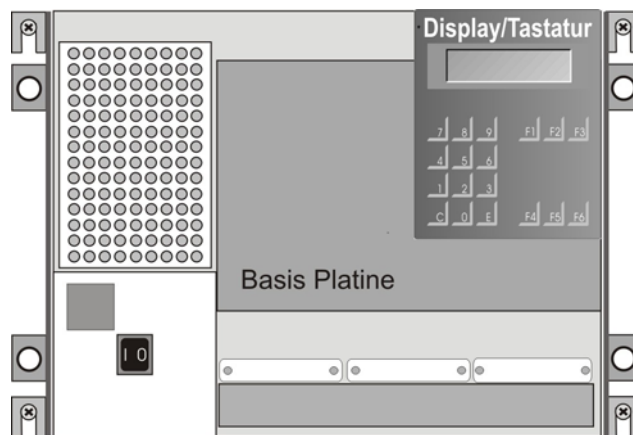 Display/Tastatur
7 8 9 F1 F2 F3
4 5 6
1 2 3
C 0 E F4 F5 F6
Basis Platine
I 0